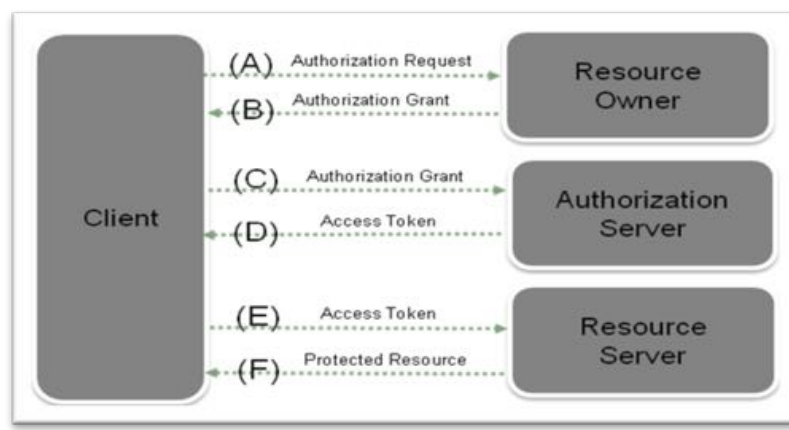 (A) Authorization Request
Resource
Owner
(B) Authorization Grant
Client
(C) Authorization Grant
Authorization
Server
(D) Access Token
(E) Access Token
Resource
Server
(F) Protected Resource